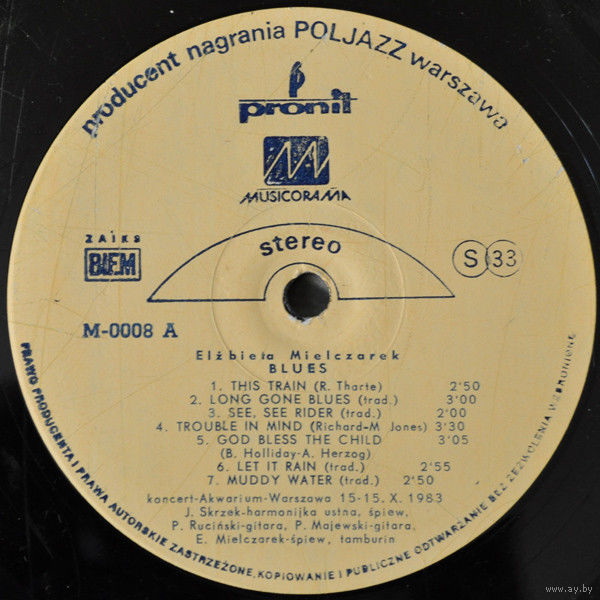 producent nagrania POLJAZZ warszawa
pronit
MUSICORAMA
stereo
ZAIKS
BIEM
S 33
M-0008 A
Elżbieta Mielczarek
BLUES
1. THIS TRAIN (R. Tharte) 2'50
2. LONG GONE BLUES (trad.) 3'00
3. SEE, SEE RIDER (trad.) 2'00
4. TROUBLE IN MIND (Richard-M Jones) 3'30
5. GOD BLESS THE CHILD 3'05
(B. Holliday-A. Herzog)
6. LET IT RAIN (trad.) 2'55
7. MUDDY WATER (trad.) 2'50
koncert-Akwarium-Warszawa 15-15. X. 1983
J. Skrzek-harmonijka ustna, śpiew,
P. Ruciński-gitara, P. Majewski-gitara,
E. Mielczarek-śpiew, tamburin
PRAWO PRODUCENTA I PRAWA AUTORSKIE ZASTRZEŻONE, KOPIOWANIE I PUBLICZNE ODTWARZANIE BEZ ZEZWOLENIA WZBRONIONE
www.ay.by